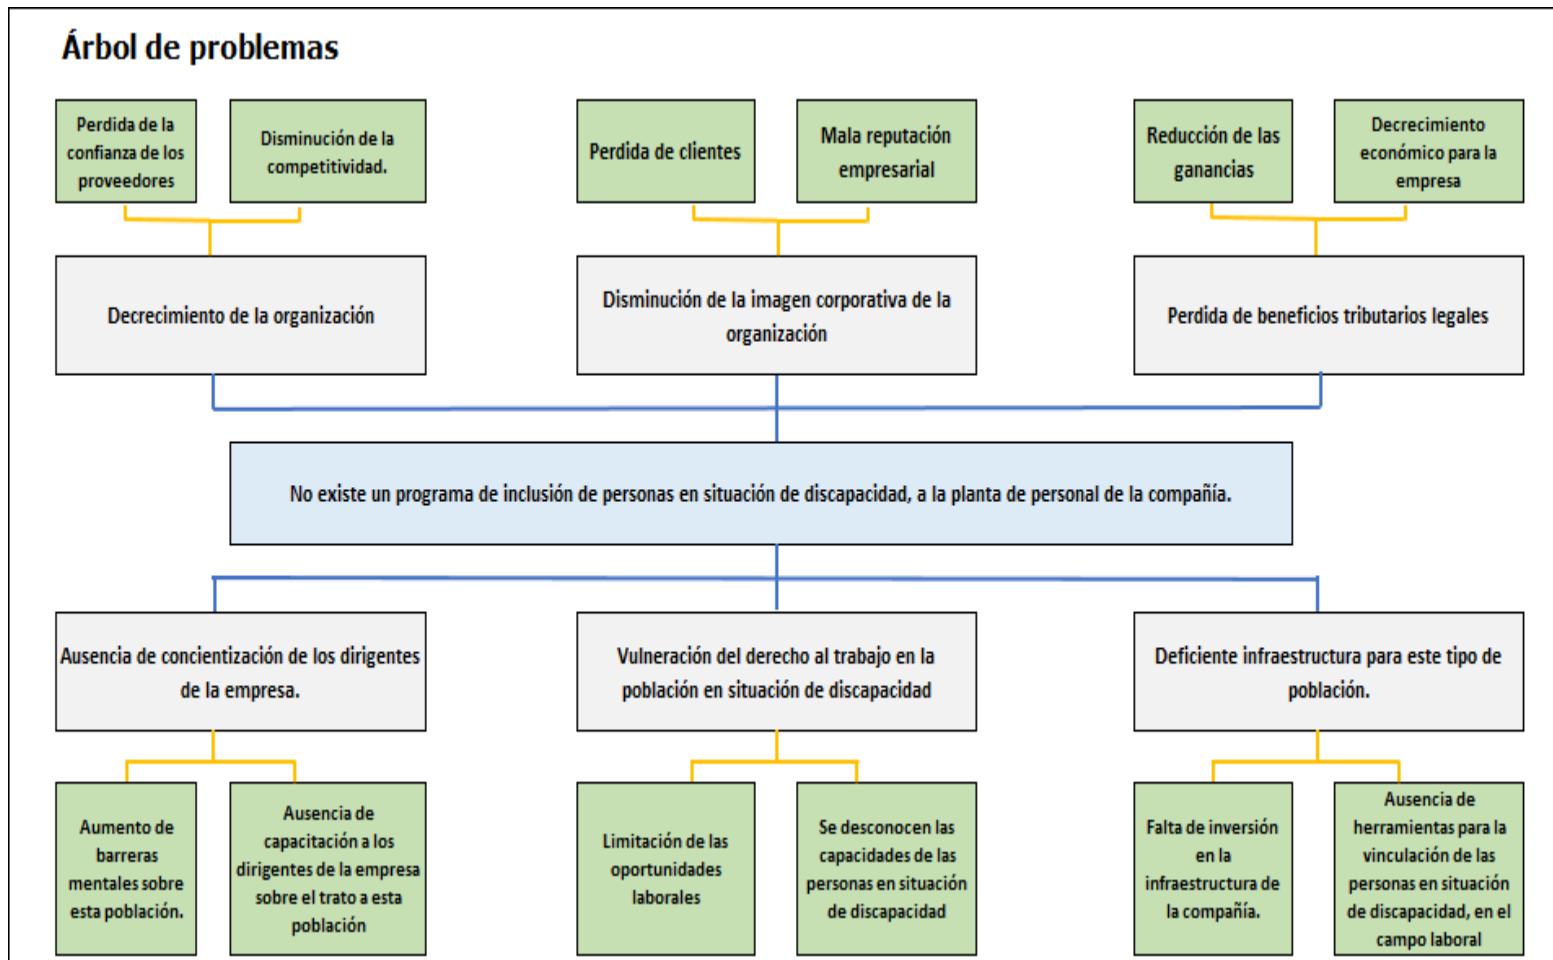 Árbol de problemas
Perdida de la
confianza de los
proveedores
Disminución de la
competitividad.
Perdida de clientes
Mala reputación
empresarial
Reducción de las
ganancias
Decrecimiento
económico para la
empresa
Decrecimiento de la organización
Disminución de la imagen corporativa de la
organización
Perdida de beneficios tributarios legales
No existe un programa de inclusión de personas en situación de discapacidad, a la planta de personal de la compañía.
Ausencia de concientización de los dirigentes
de la empresa.
Vulneración del derecho al trabajo en la
población en situación de discapacidad
Deficiente infraestructura para este tipo de
población.
Aumento de
barreras
mentales sobre
esta población.
Ausencia de
capacitación a los
dirigentes de la empresa
sobre el trato a esta
población
Limitación de las
oportunidades
laborales
Se desconocen las
capacidades de las
personas en situación
de discapacidad
Falta de inversión
en la
infraestructura de
la compañía.
Ausencia de
herramientas para la
vinculación de las
personas en situación
de discapacidad, en el
campo laboral